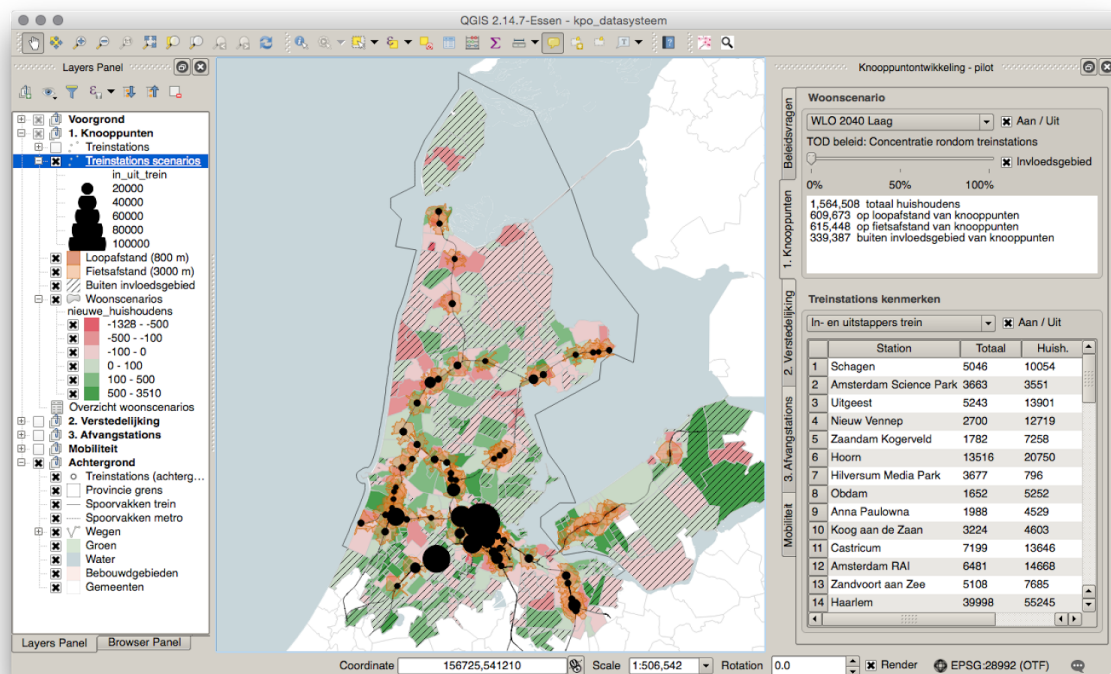 QGIS 2.14.7-Essen - kpo_datasysteem
Layers Panel
Voorgrond
1. Knooppunten
Treinstations
Treinstations scenarios
in_uit_trein
20000
40000
60000
80000
100000
Loopafstand (800 m)
Fietsafstand (3000 m)
Buiten invloedsgebied
Woonscenarios
nieuwe_huishoudens
-1328 - -500
-500 - -100
-100 - 0
0 - 100
100 - 500
500 - 3510
Overzicht woonscenarios
2. Verstedelijking
3. Afvangstations
Mobiliteit
Achtergrond
Treinstations (achterg...
Provincie grens
Spoorvakken trein
Spoorvakken metro
Wegen
Groen
Water
Bebouwdgebieden
Gemeenten
Layers Panel
Browser Panel
Knooppuntontwikkeling - pilot
Beleidsvragen
1. Knooppunten
2. Verstedelijking
3. Afvangstations
Mobiliteit
Woonscenario
WLO 2040 Laag
Aan / Uit
TOD beleid: Concentratie rondom treinstations
Invloedsgebied
0% 50% 100%
1,564,508 totaal huishoudens
609,673 op loopafstand van knooppunten
615,448 op fietsafstand van knooppunten
339,387 buiten invloedsgebied van knooppunten
Treinstations kenmerken
In- en uitstappers trein
Aan / Uit
Station Totaal Huish.
1 Schagen 5046 10054
2 Amsterdam Science Park 3663 3551
3 Uitgeest 5243 13901
4 Nieuw Vennep 2700 12719
5 Zaandam Kogerveld 1782 7258
6 Hoorn 13516 20750
7 Hilversum Media Park 3677 796
8 Obdam 1652 5252
9 Anna Paulowna 1988 4529
10 Koog aan de Zaan 3224 4603
11 Castricum 7199 13646
12 Amsterdam RAI 6481 14668
13 Zandvoort aan Zee 5108 7685
14 Haarlem 39998 55245
Coordinate 156725,541210 Scale 1:506,542 Rotation 0.0 Render EPSG:28992 (OTF)